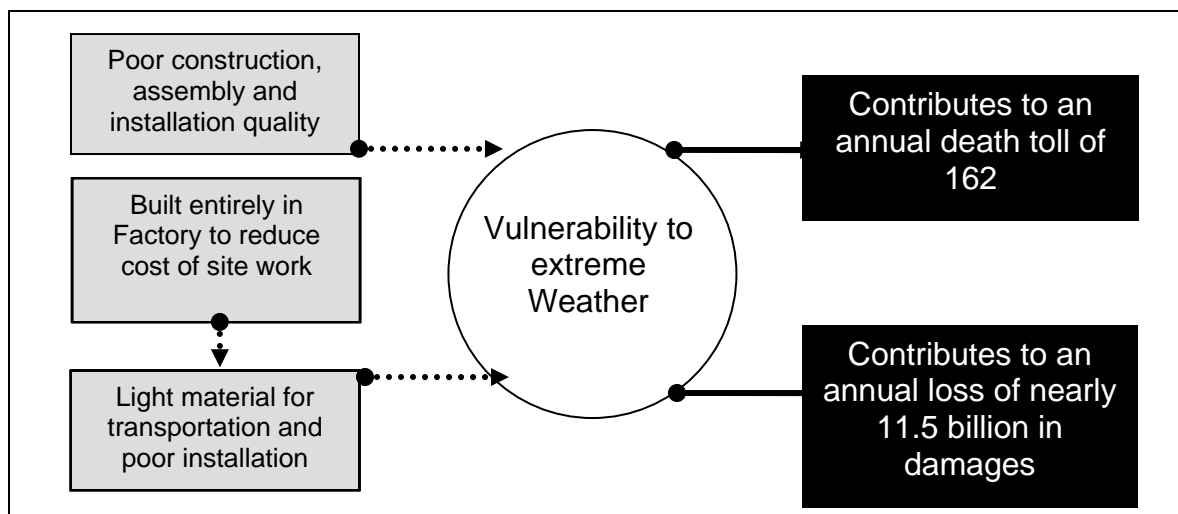 Poor construction,
assembly and
installation quality
Built entirely in
Factory to reduce
cost of site work
Light material for
transportation and
poor installation
Vulnerability to
extreme
Weather
Contributes to an
annual death toll of
162
Contributes to an
annual loss of nearly
11.5 billion in
damages